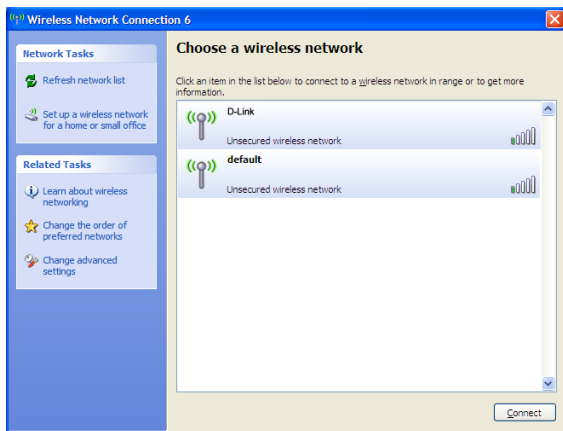 Wireless Network Connection 6
Network Tasks
Refresh network list
Set up a wireless network
for a home or small office
Related Tasks
Learn about wireless
networking
Change the order of
preferred networks
Change advanced
settings
Choose a wireless network
Click an item in the list below to connect to a wireless network in range or to get more
information.
D-Link
Unsecured wireless network
default
Unsecured wireless network
Connect